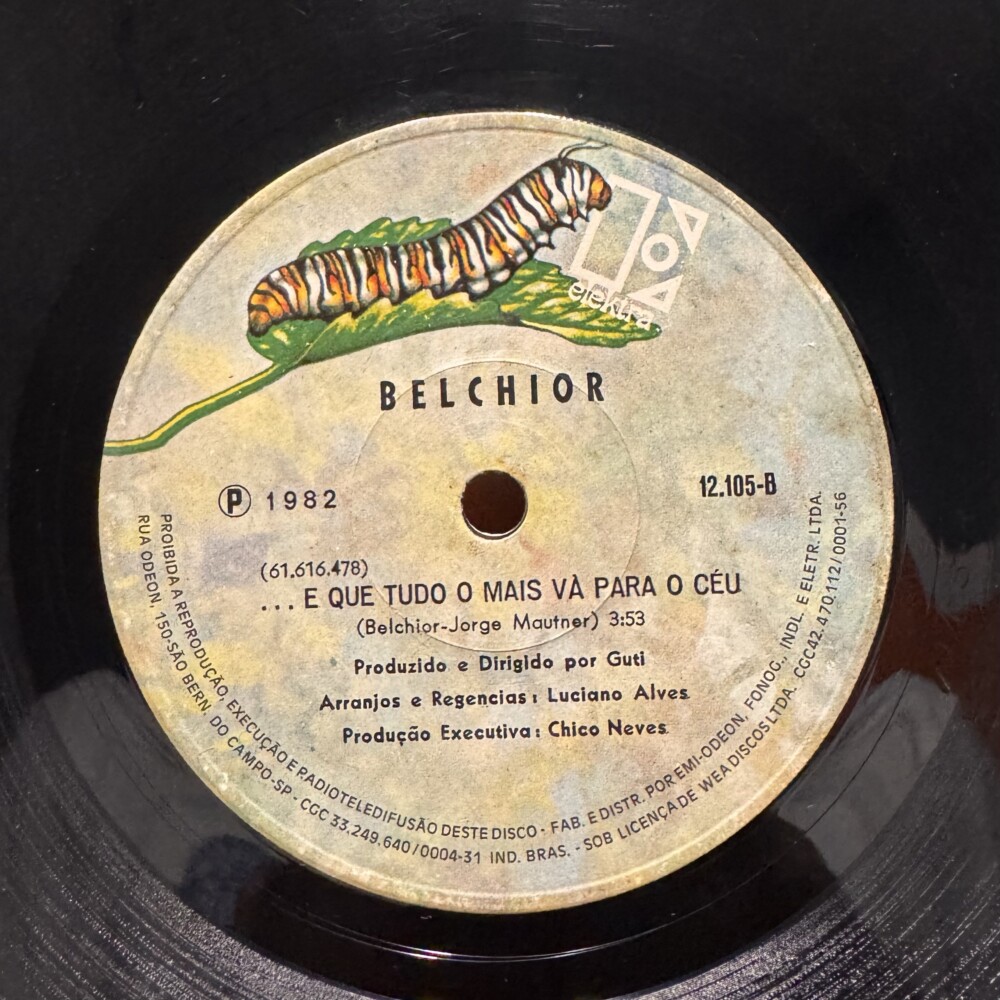 elektra
BELCHIOR
Ⓟ 1982
12.105-B
(61.616.478)
... E QUE TUDO O MAIS VÀ PARA O CÉU
(Belchior-Jorge Mautner) 3:53
Produzido e Dirigido por Guti
Arranjos e Regencias: Luciano Alves
Produção Executiva: Chico Neves
PROIBIDA A REPRODUÇÃO, EXECUÇÃO E RADIOTELEDIFUSÃO DESTE DISCO - FAB. E DISTR. POR EMI-ODEON, FONOG., INDL. E ELETR. LTDA.
RUA ODEON, 150-SÃO BERN. DO CAMPO-SP - CGC 33.249.640/0004-31 IND. BRAS. - SOB LICENÇA DE WEA DISCOS LTDA. CGC42.470.112/0001-56